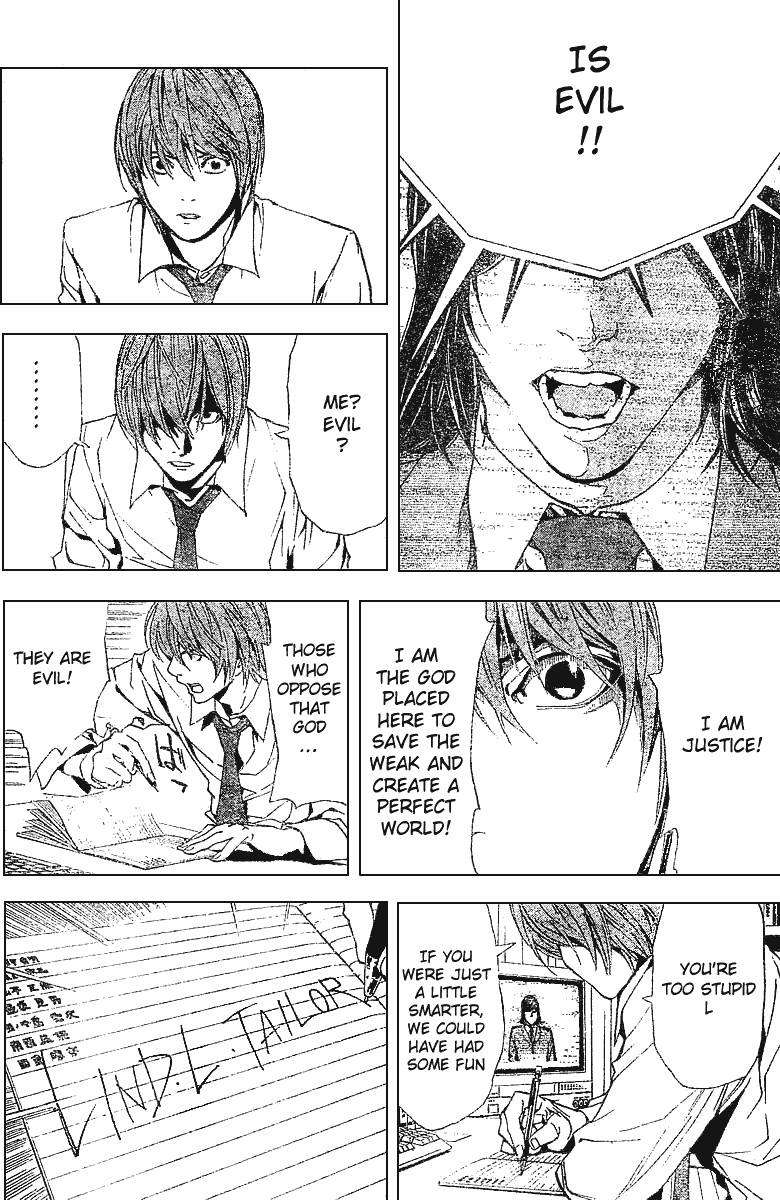 IS
EVIL
!!
ME?
EVIL
?
........
I AM
JUSTICE!
I AM
THE GOD
PLACED
HERE TO
SAVE THE
WEAK AND
CREATE A
PERFECT
WORLD!
THOSE
WHO
OPPOSE
THAT
GOD
...
THEY ARE
EVIL!
YOU'RE
TOO STUPID
L
IF YOU
WERE JUST
A LITTLE
SMARTER,
WE COULD
HAVE HAD
SOME FUN
LIND.L.TAILOR